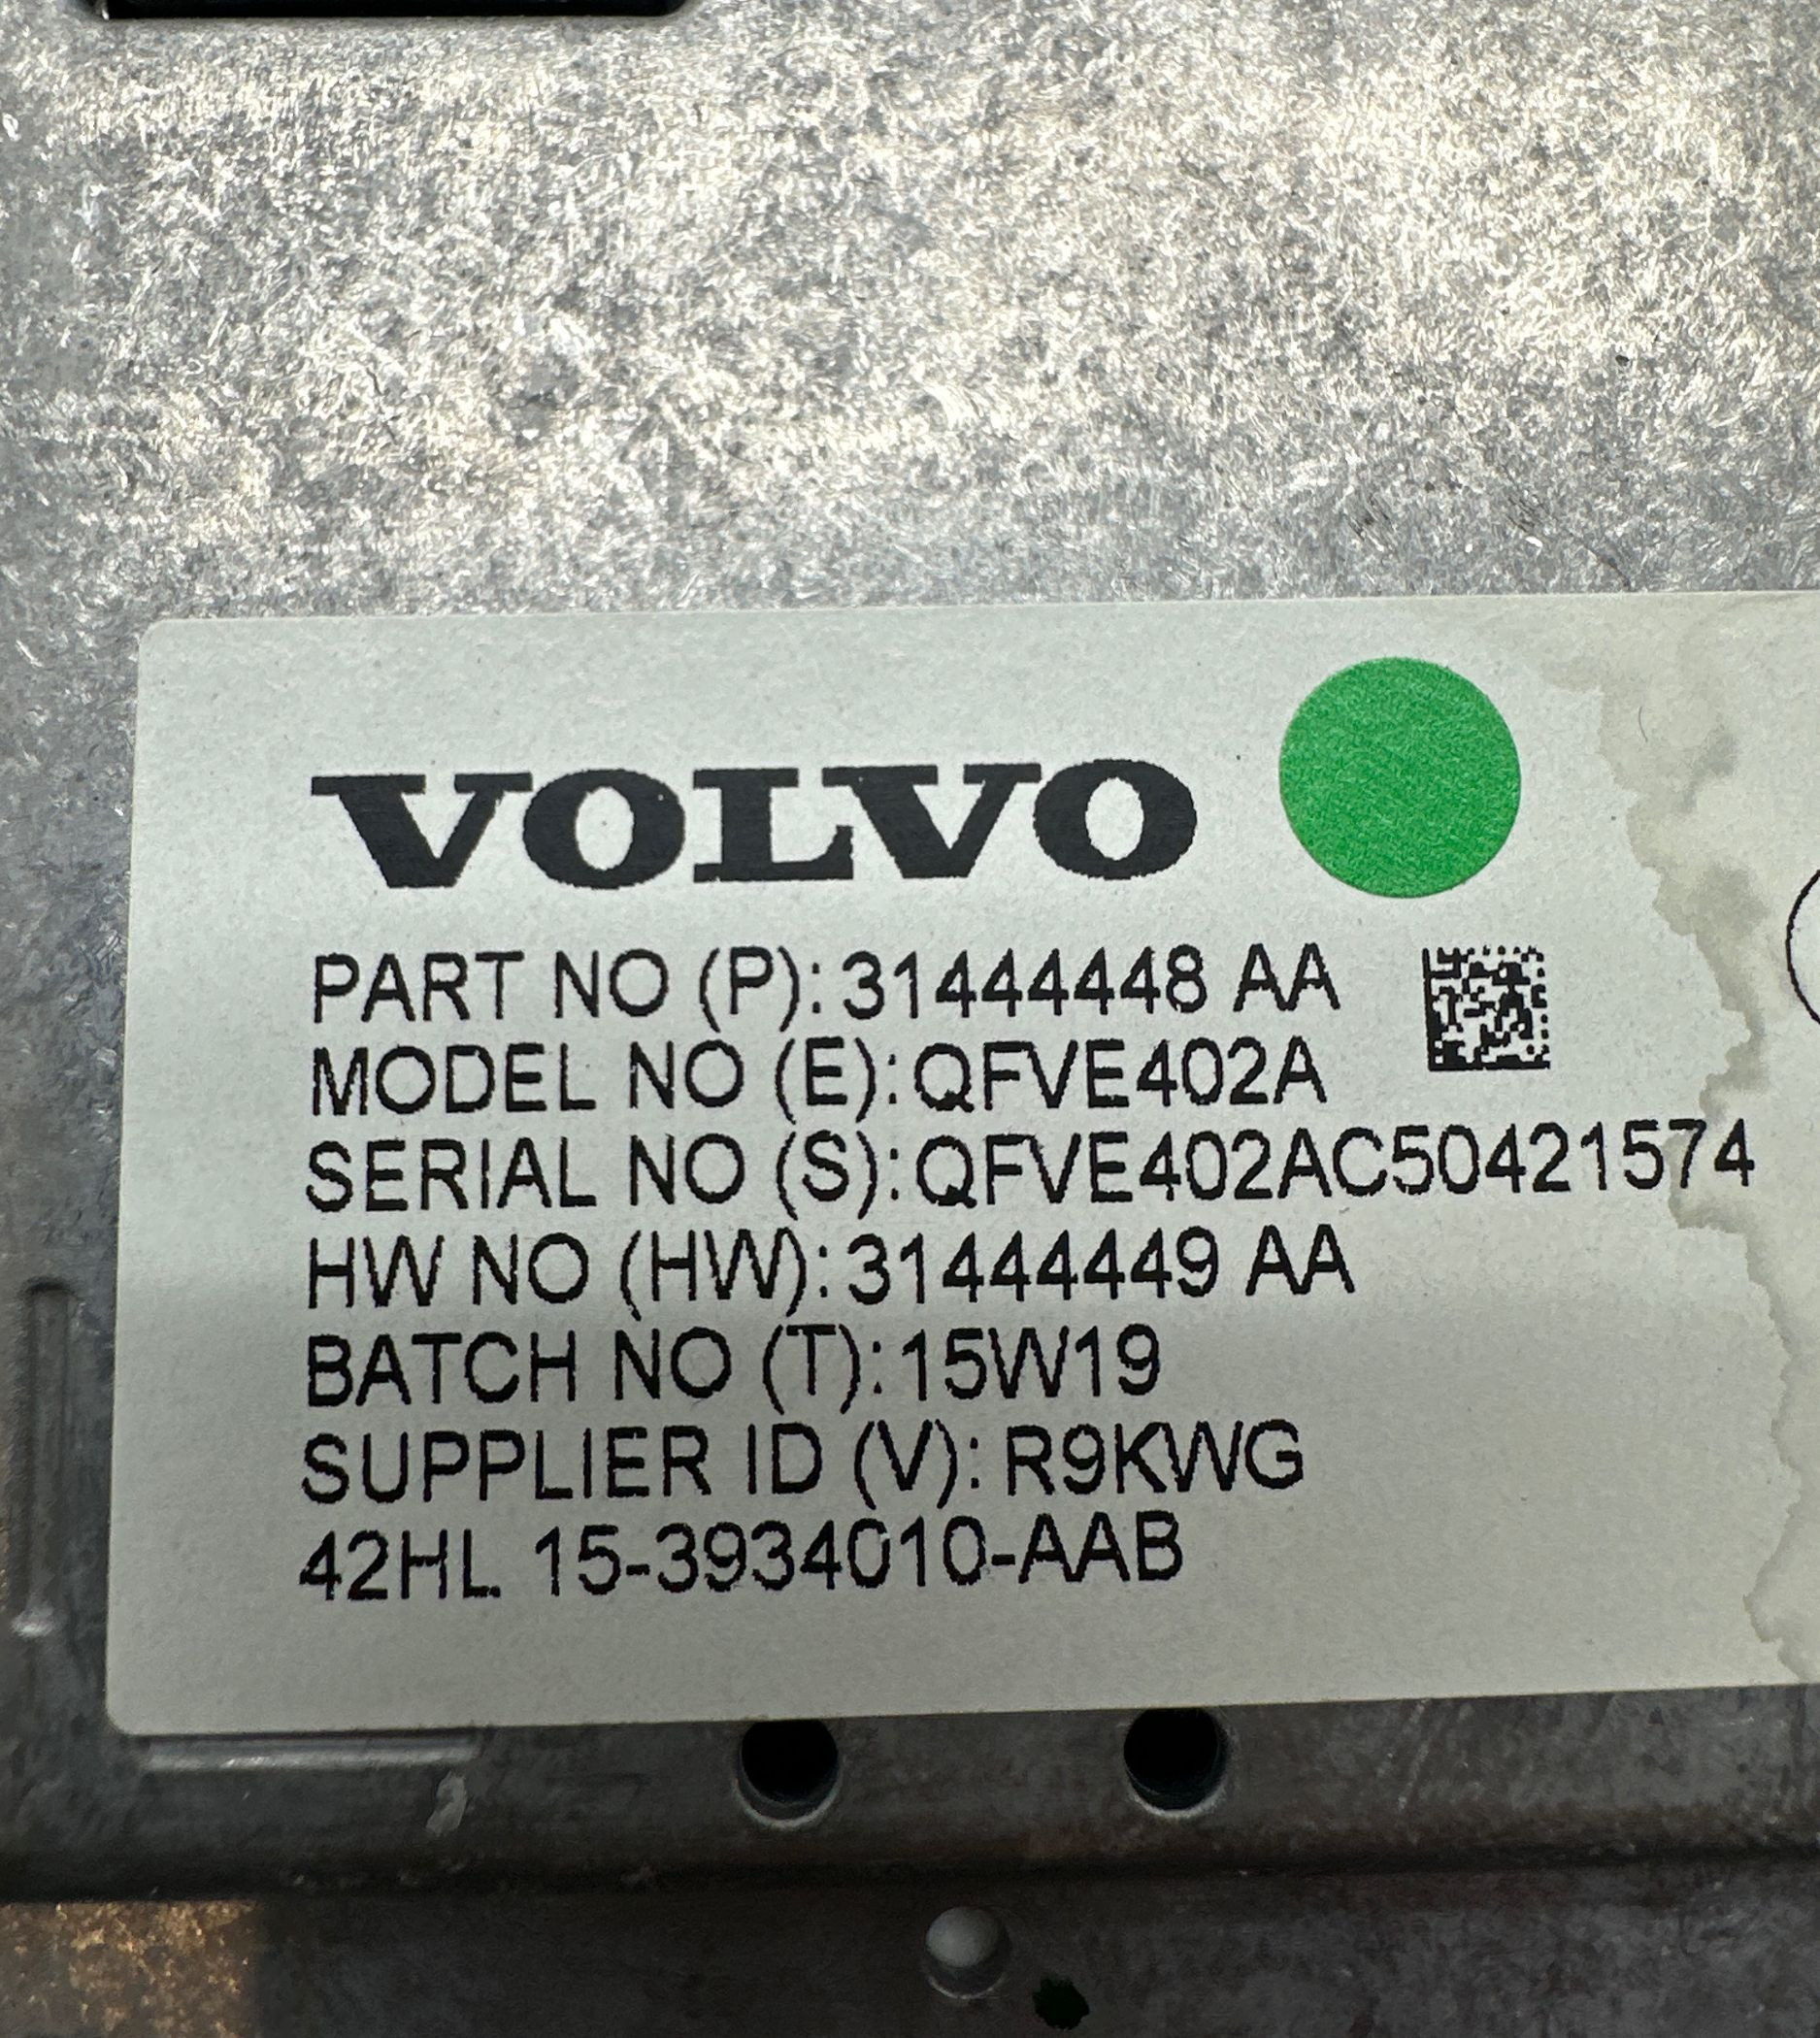 VOLVO
PART NO (P): 31444448 AA
MODEL NO (E): QFVE402A
SERIAL NO (S): QFVE402AC50421574
HW NO (HW): 31444449 AA
BATCH NO (T): 15W19
SUPPLIER ID (V): R9KWG
42HL 15-3934010-AAB